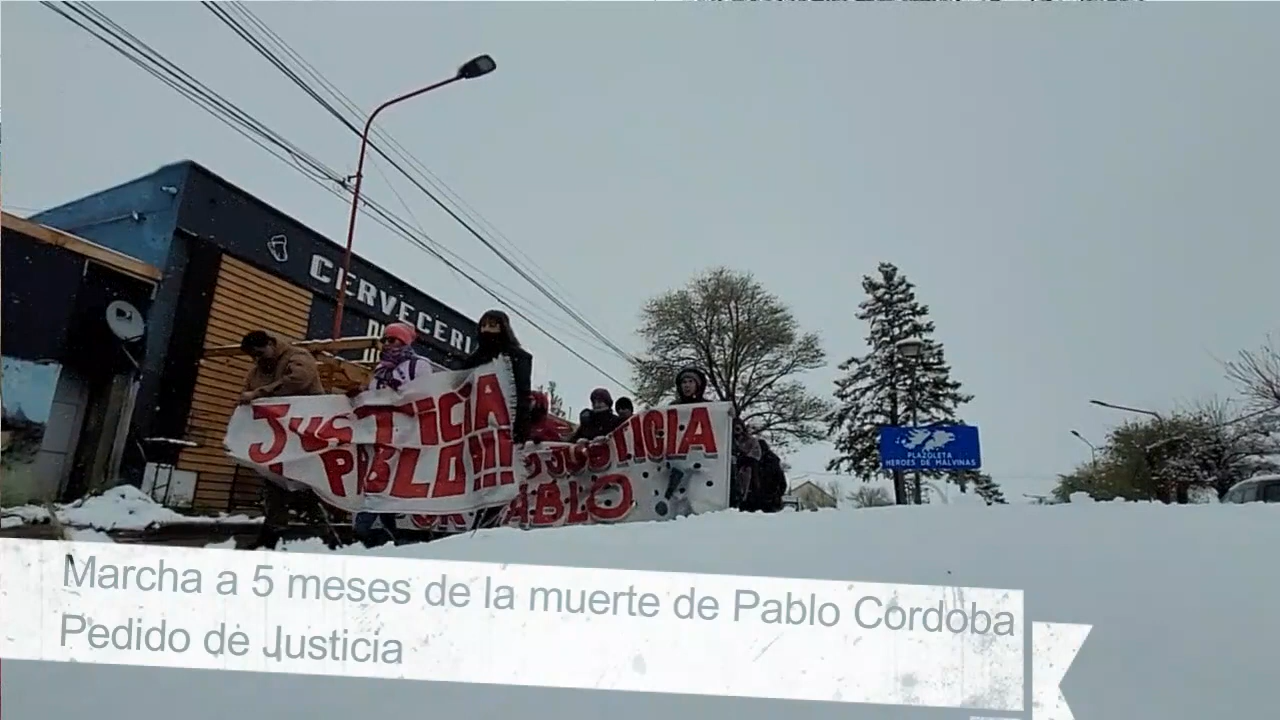 CERVECERI
JUSTICIA
PABLO!!!
JUSTICIA
POR PABLO
PLAZOLETA
HEROES DE MALVINAS
Marcha a 5 meses de la muerte de Pablo Cordoba
Pedido de Justicia